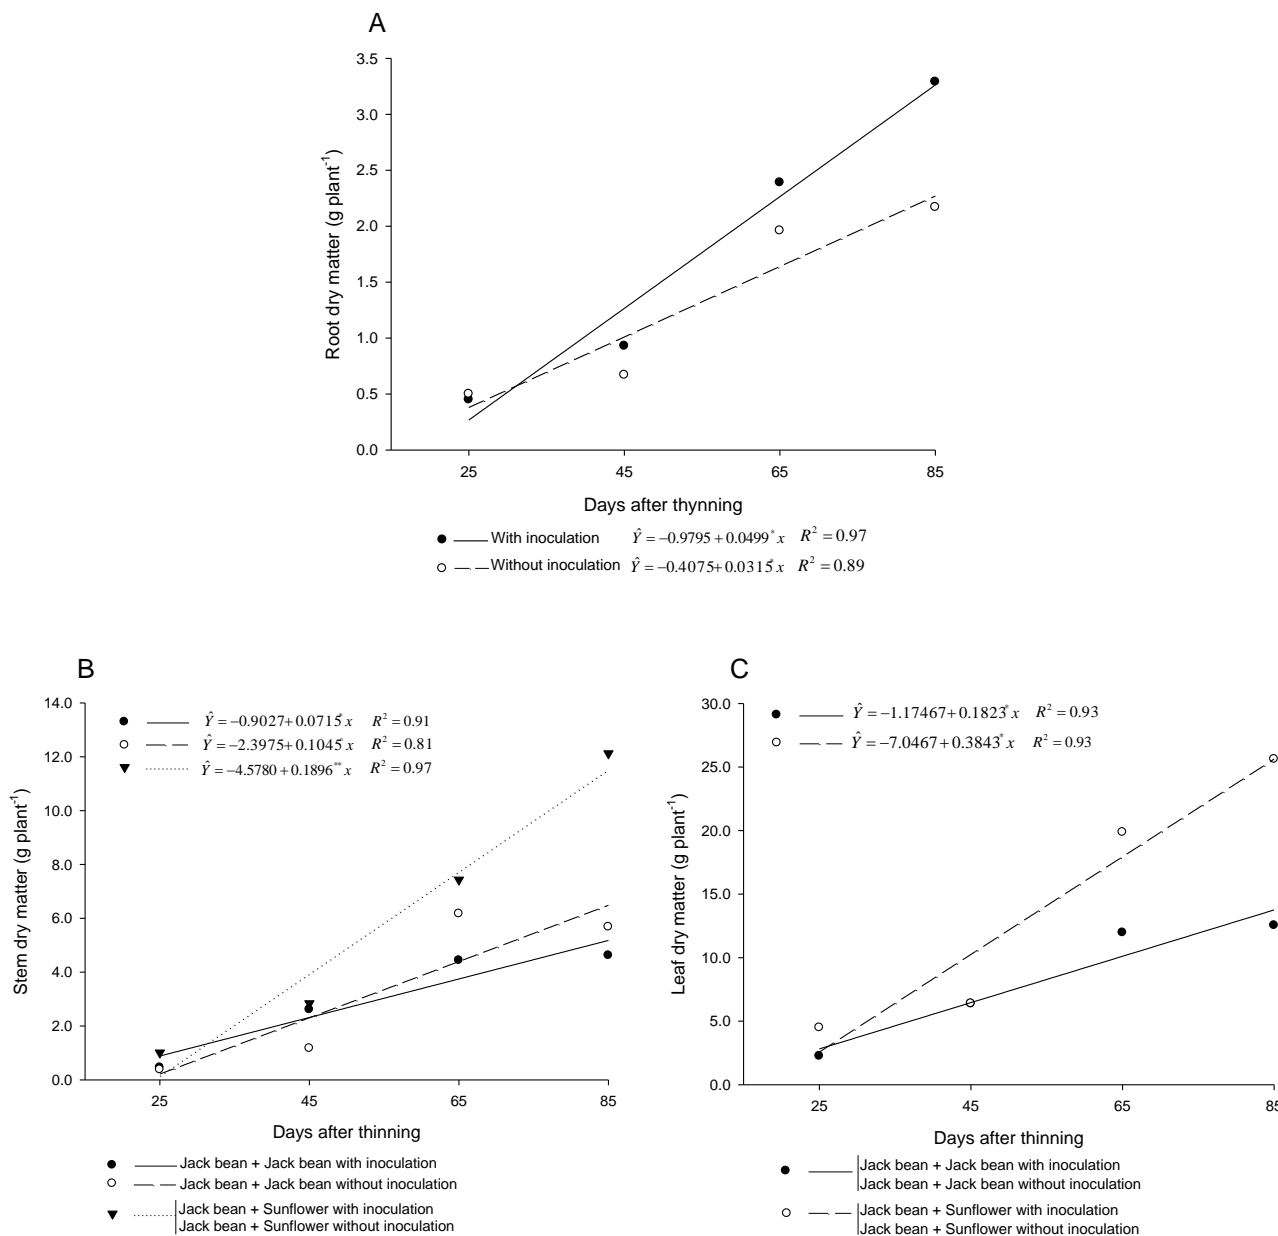 A
3.5
3.0
2.5
2.0
1.5
1.0
0.5
0.0
Root dry matter (g plant⁻¹)
25 45 65 85
Days after thynning
With inoculation Ŷ = −0.9795 + 0.0499* x R² = 0.97
Without inoculation Ŷ = −0.4075 + 0.0315* x R² = 0.89
B
14.0
12.0
10.0
8.0
6.0
4.0
2.0
0.0
Stem dry matter (g plant⁻¹)
Ŷ = −0.9027 + 0.0715* x R² = 0.91
Ŷ = −2.3975 + 0.1045* x R² = 0.81
Ŷ = −4.5780 + 0.1896** x R² = 0.97
25 45 65 85
Days after thinning
Jack bean + Jack bean with inoculation
Jack bean + Jack bean without inoculation
Jack bean + Sunflower with inoculation
Jack bean + Sunflower without inoculation
C
30.0
25.0
20.0
15.0
10.0
5.0
0.0
Leaf dry matter (g plant⁻¹)
Ŷ = −1.17467 + 0.1823* x R² = 0.93
Ŷ = −7.0467 + 0.3843* x R² = 0.93
25 45 65 85
Days after thinning
Jack bean + Jack bean with inoculation
Jack bean + Jack bean without inoculation
Jack bean + Sunflower with inoculation
Jack bean + Sunflower without inoculation